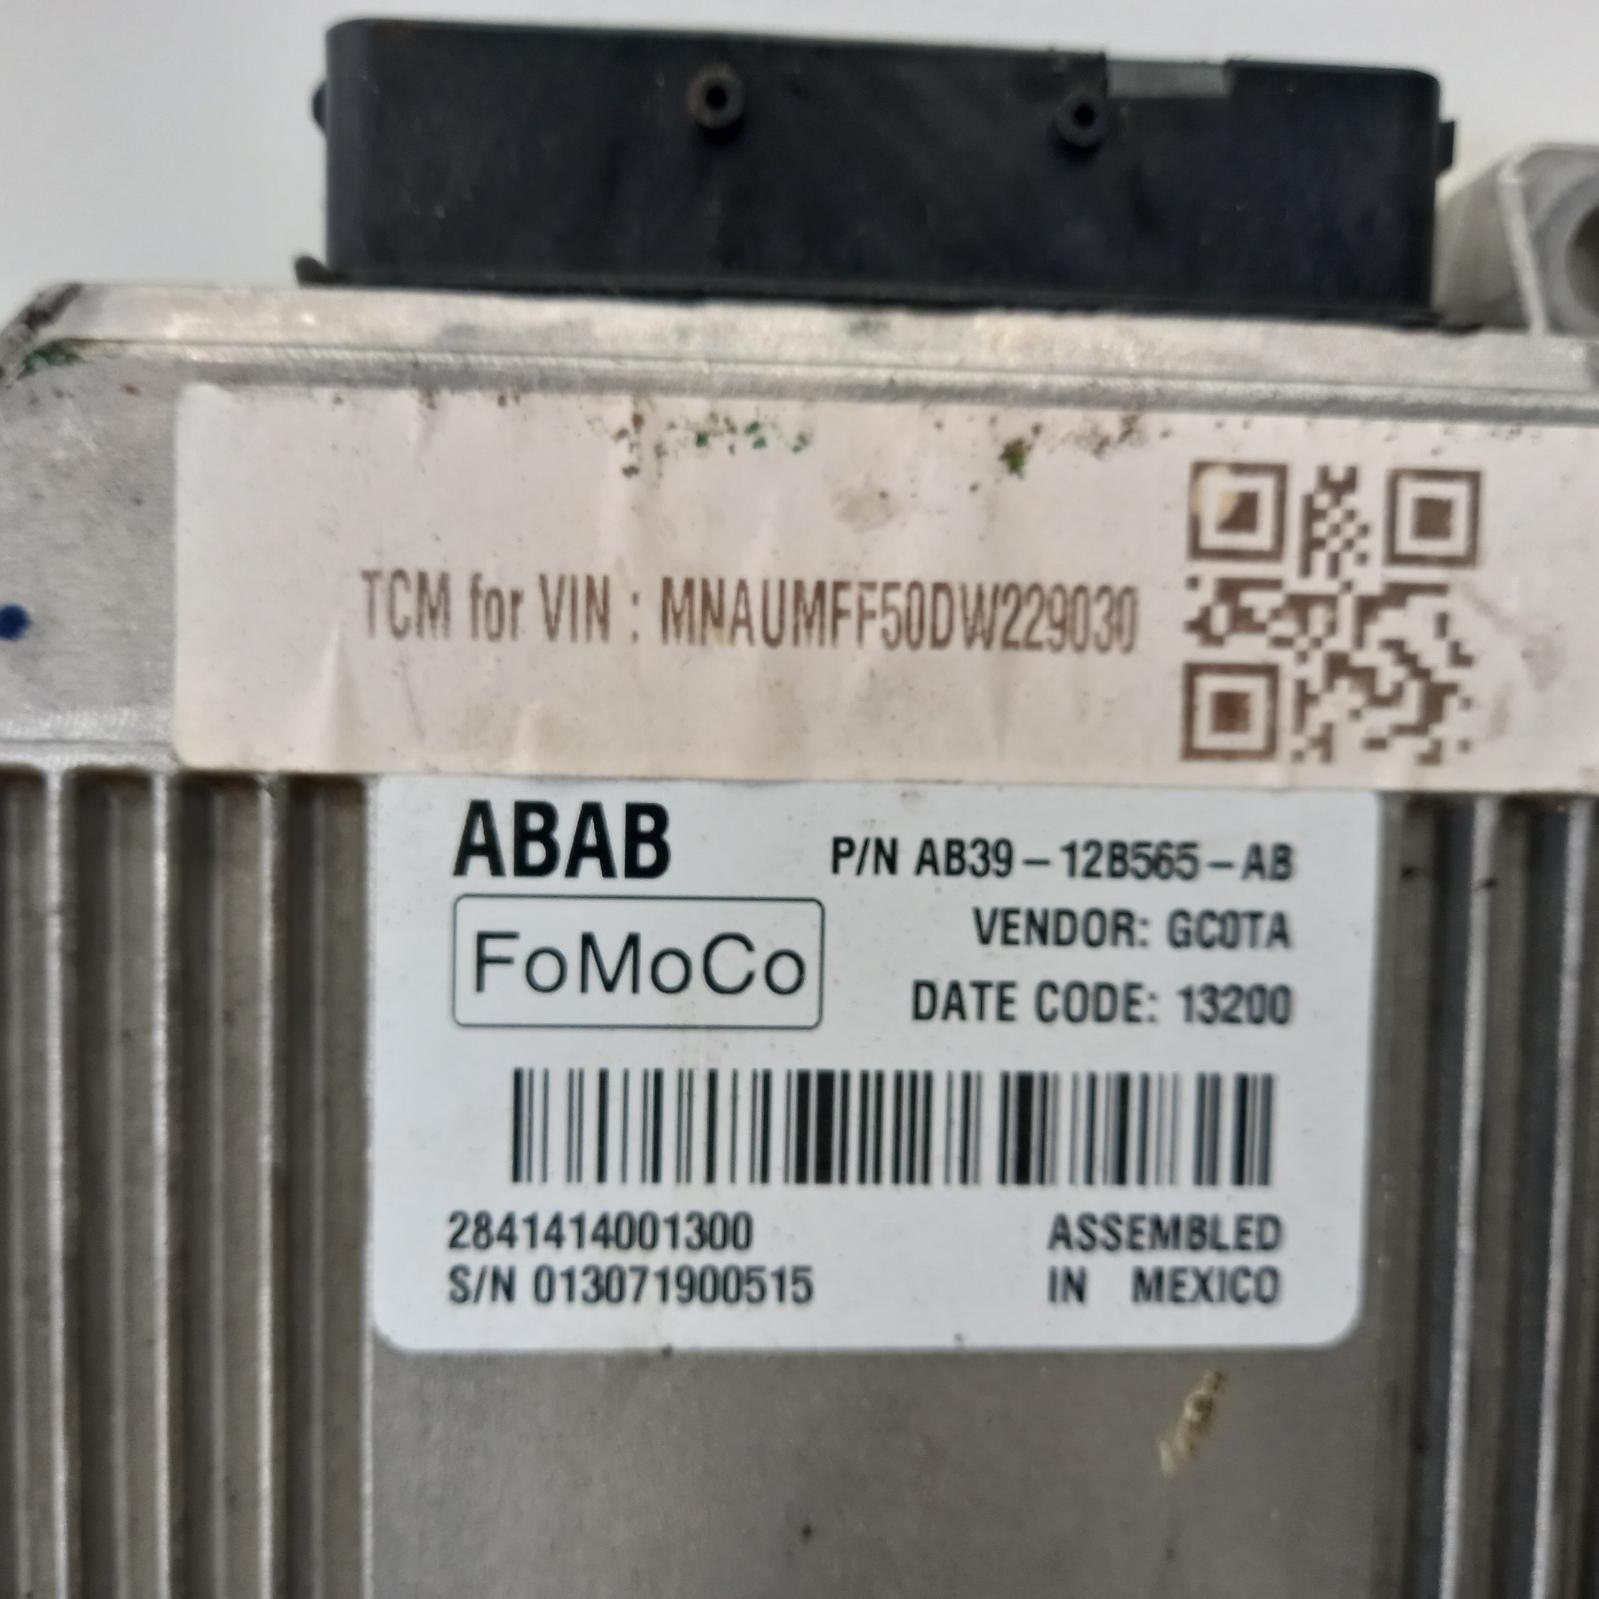 TCM for VIN : MNAUMFF50DW229030
ABAB
P/N AB39-12B565-AB
FoMoCo
VENDOR: GC0TA
DATE CODE: 13200
2841414001300
ASSEMBLED
S/N 013071900515
IN MEXICO